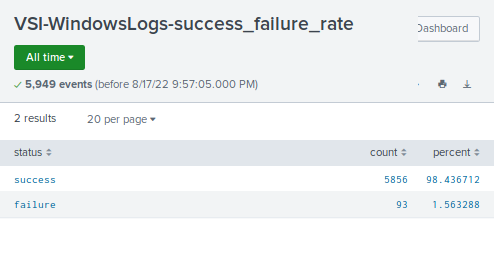 VSI-WindowsLogs-success_failure_rate
Dashboard
All time
5,949 events (before 8/17/22 9:57:05.000 PM)
2 results 20 per page
status count percent
success 5856 98.436712
failure 93 1.563288